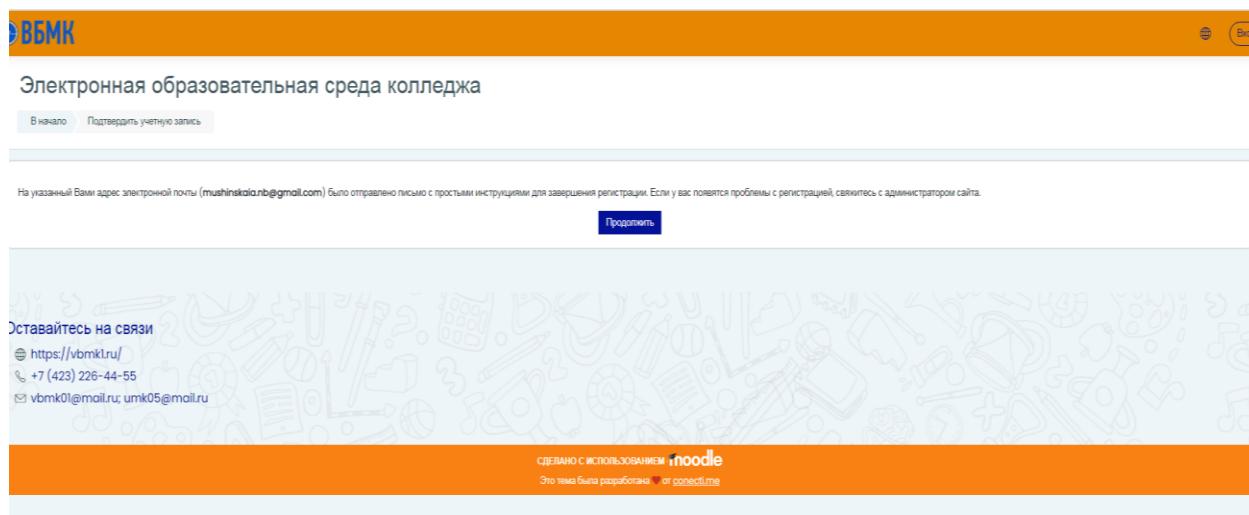 ВБМК
Электронная образовательная среда колледжа
В начало Подтвердить учетную запись
На указанный Вами адрес электронной почты (mushinskaia.nb@gmail.com) было отправлено письмо с простыми инструкциями для завершения регистрации. Если у вас появятся проблемы с регистрацией, свяжитесь с администратором сайта.
Продолжить
Оставайтесь на связи
https://vbmk1.ru/
+7 (423) 226-44-55
vbmk01@mail.ru; umk05@mail.ru
СДЕЛАНО С ИСПОЛЬЗОВАНИЕМ moodle
Это тема была разработана от conecti.me